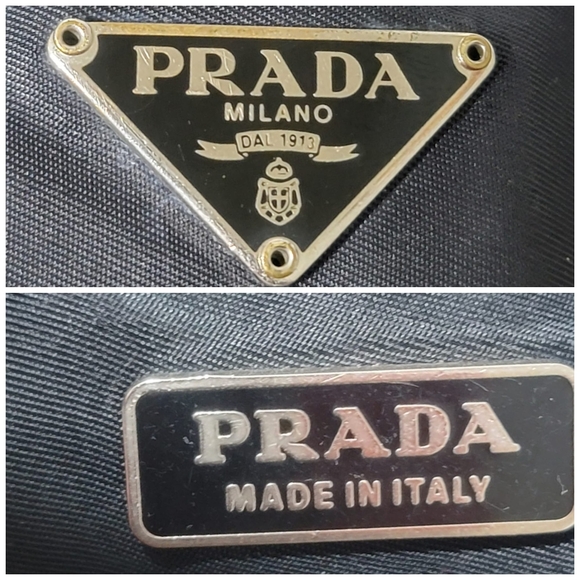 PRADA
MILANO
DAL 1913
PRADA
MADE IN ITALY